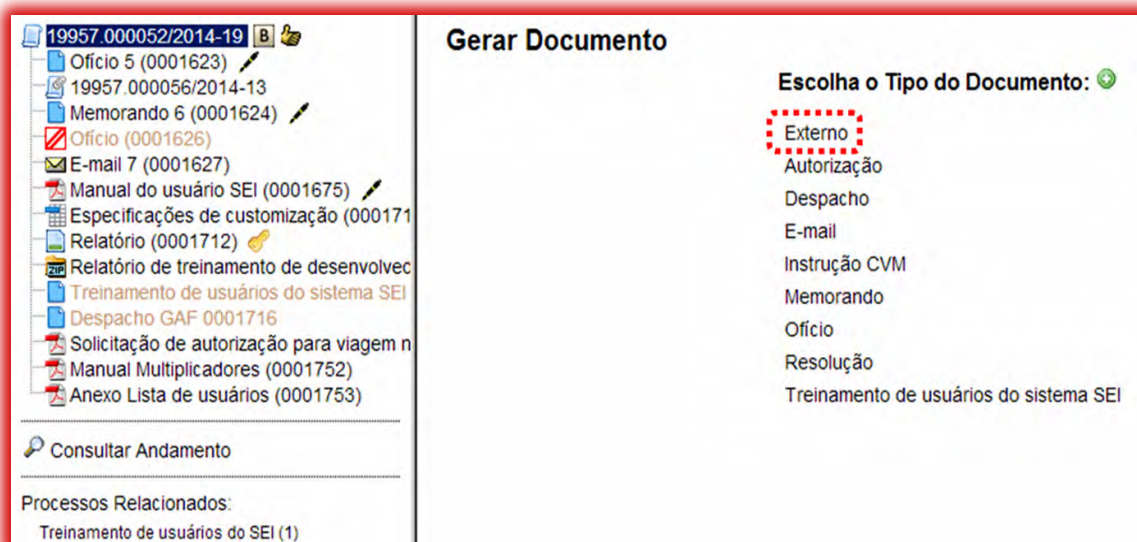 19957.000052/2014-19 B
Ofício 5 (0001623)
19957.000056/2014-13
Memorando 6 (0001624)
Ofício (0001626)
E-mail 7 (0001627)
Manual do usuário SEI (0001675)
Especificações de customização (000171
Relatório (0001712)
ZIP Relatório de treinamento de desenvolvec
Treinamento de usuários do sistema SEI
Despacho GAF 0001716
Solicitação de autorização para viagem n
Manual Multiplicadores (0001752)
Anexo Lista de usuários (0001753)
Consultar Andamento
Processos Relacionados:
Treinamento de usuários do SEI (1)
Gerar Documento
Escolha o Tipo do Documento:
Externo
Autorização
Despacho
E-mail
Instrução CVM
Memorando
Ofício
Resolução
Treinamento de usuários do sistema SEI